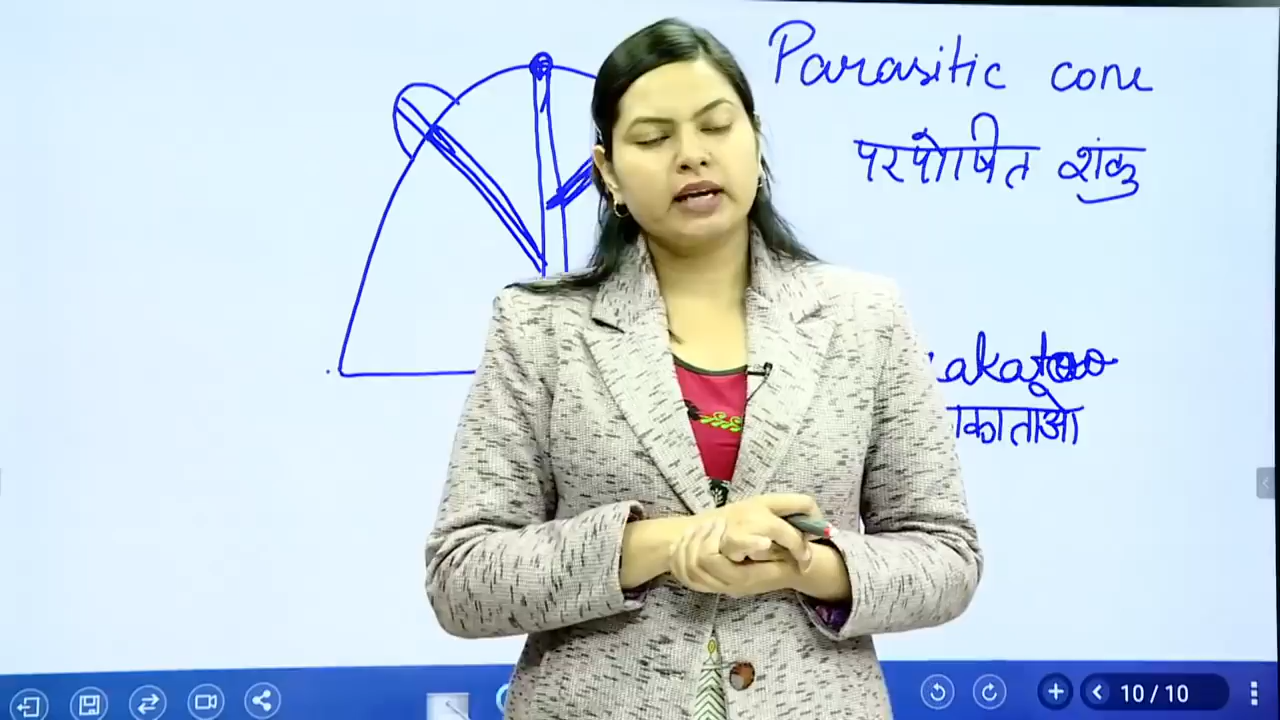 Parasitic cone
परपोषित शंकु
akatoo
काताओ
10 / 10